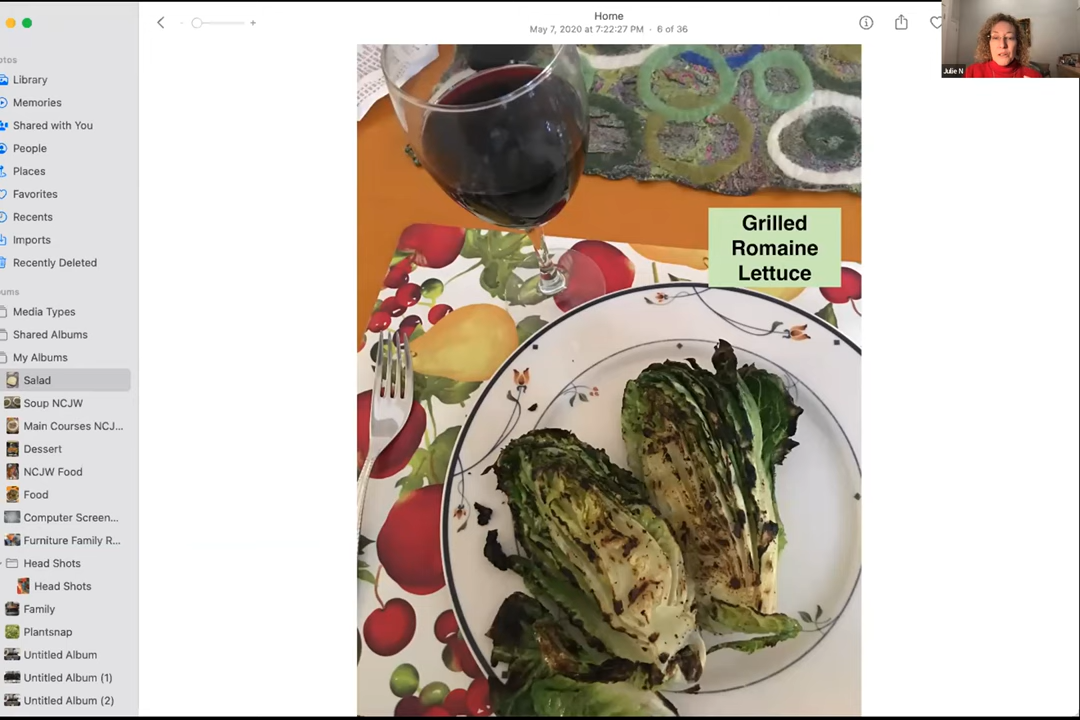 Home
May 7, 2020 at 7:22:27 PM - 6 of 36
Julie N
otos
Library
Memories
Shared with You
People
Places
Favorites
Recents
Imports
Recently Deleted
ums
Media Types
Shared Albums
My Albums
Salad
Soup NCJW
Main Courses NCJ...
Dessert
NCJW Food
Food
Computer Screen...
Furniture Family R...
Head Shots
Head Shots
Family
Plantsnap
Untitled Album
Untitled Album (1)
Untitled Album (2)
Grilled
Romaine
Lettuce